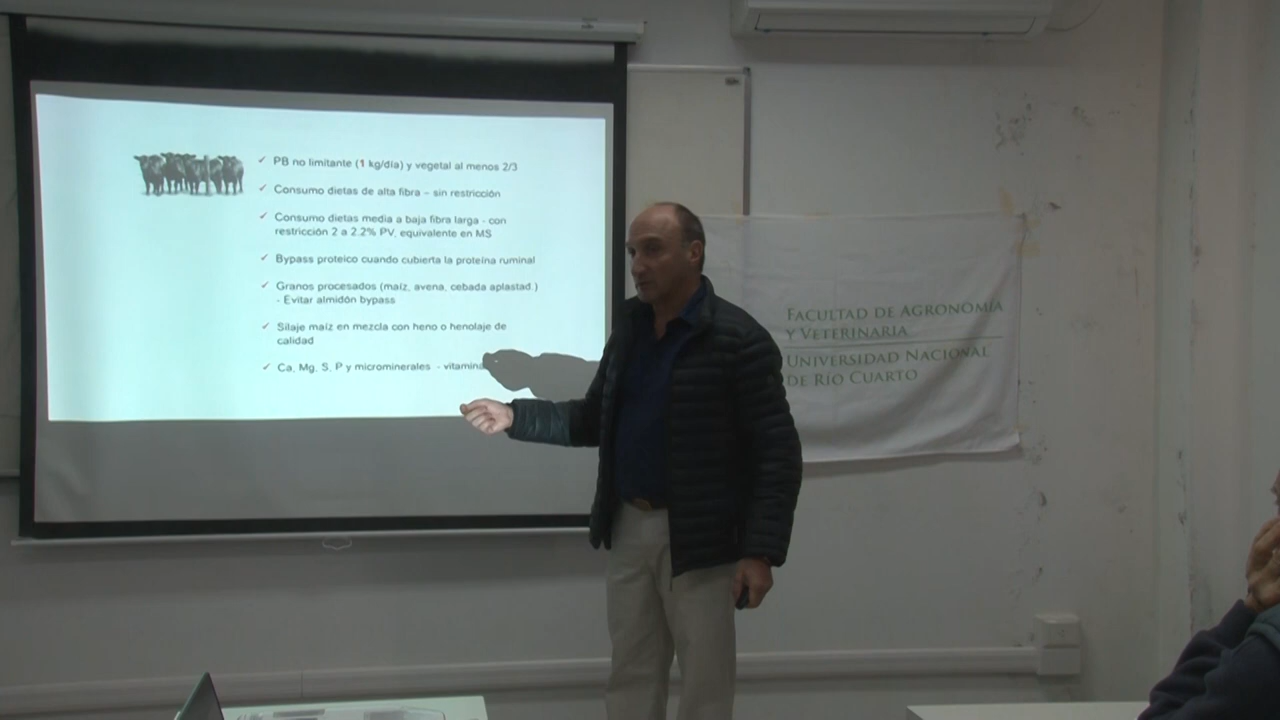 ✓ PB no limitante (1 kg/día) y vegetal al menos 2/3
✓ Consumo dietas de alta fibra – sin restricción
✓ Consumo dietas media a baja fibra larga - con
restricción 2 a 2.2% PV, equivalente en MS
✓ Bypass proteico cuando cubierta la proteína ruminal
✓ Granos procesados (maíz, avena, cebada aplastad.)
- Evitar almidón bypass
✓ Silaje maíz en mezcla con heno o henolaje de
calidad
✓ Ca, Mg, S, P y microminerales - vitamina
FACULTAD DE AGRONOMÍA
Y VETERINARIA
UNIVERSIDAD NACIONAL
DE RÍO CUARTO